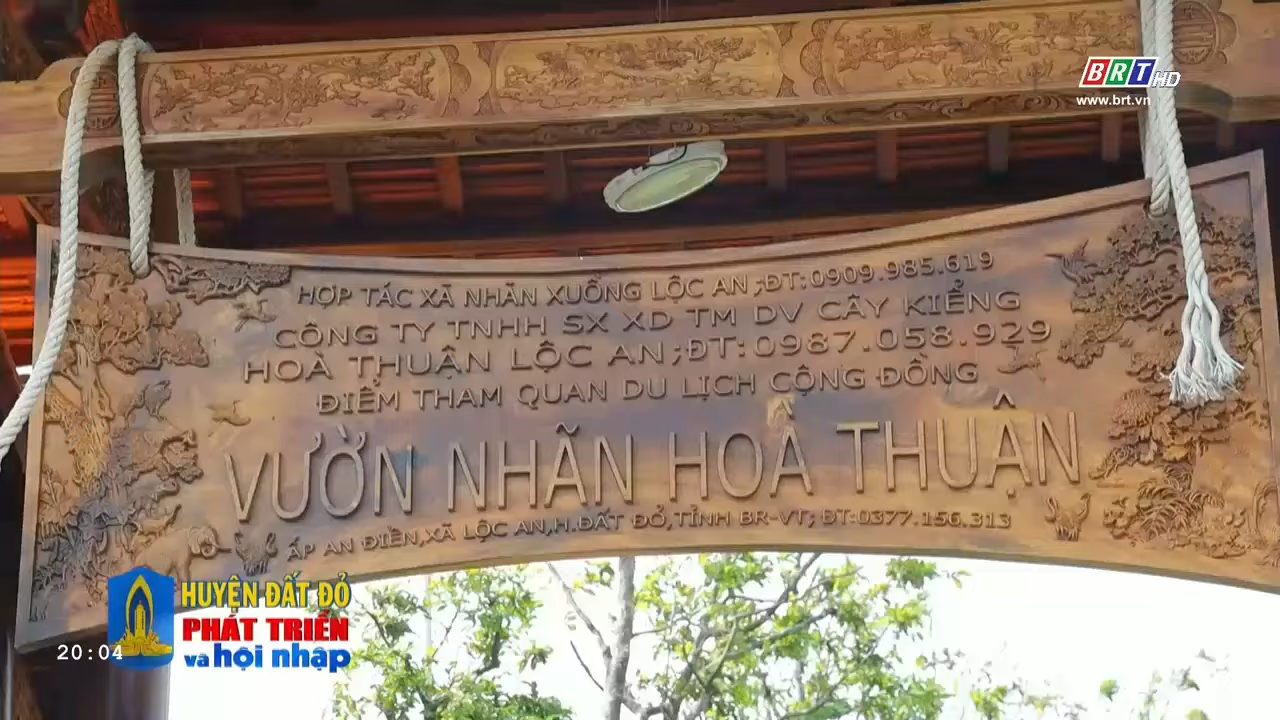 BRT HD
www.brt.vn
HỢP TÁC XÃ NHÃN XUỒNG LỘC AN;ĐT:0909.985.619
CÔNG TY TNHH SX XD TM DV CÂY KIỂNG
HOÀ THUẬN LỘC AN;ĐT:0987.058.929
ĐIỂM THAM QUAN DU LỊCH CỘNG ĐỒNG
VƯỜN NHÃN HOÀ THUẬN
ẤP AN ĐIỀN,XÃ LỘC AN,H.ĐẤT ĐỎ,TỈNH BR-VT; ĐT:0377.156.313
HUYỆN ĐẤT ĐỎ
PHÁT TRIỂN
và hội nhập
20:04